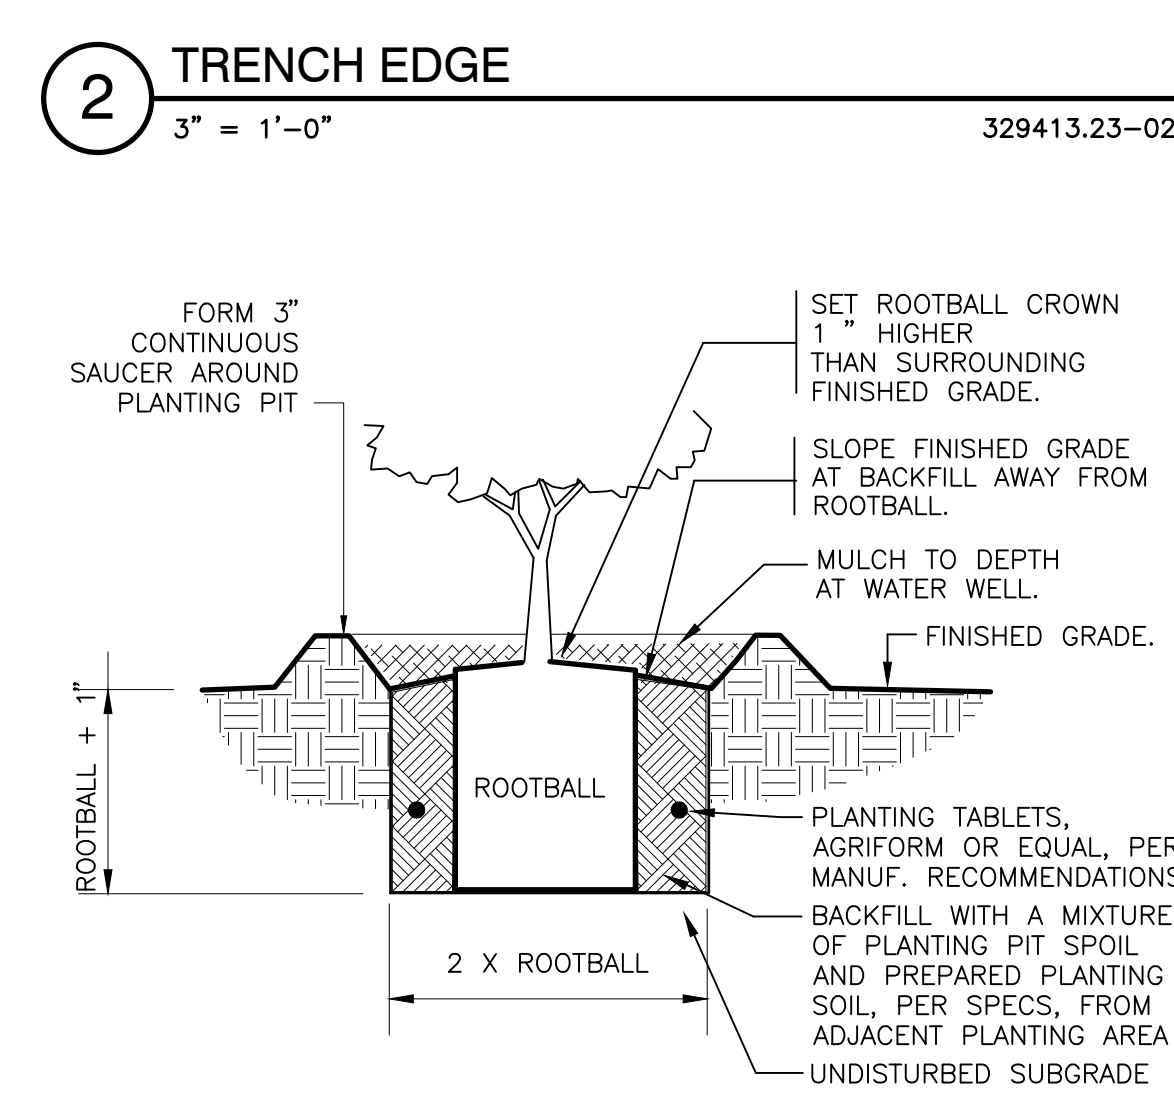 2
TRENCH EDGE
3" = 1'-0"
329413.23-02
FORM 3"
CONTINUOUS
SAUCER AROUND
PLANTING PIT
SET ROOTBALL CROWN
1 " HIGHER
THAN SURROUNDING
FINISHED GRADE.
SLOPE FINISHED GRADE
AT BACKFILL AWAY FROM
ROOTBALL.
MULCH TO DEPTH
AT WATER WELL.
FINISHED GRADE.
ROOTBALL + 1"
ROOTBALL
PLANTING TABLETS,
AGRIFORM OR EQUAL, PER
MANUF. RECOMMENDATIONS
BACKFILL WITH A MIXTURE
OF PLANTING PIT SPOIL
AND PREPARED PLANTING
SOIL, PER SPECS, FROM
ADJACENT PLANTING AREA
2 X ROOTBALL
UNDISTURBED SUBGRADE